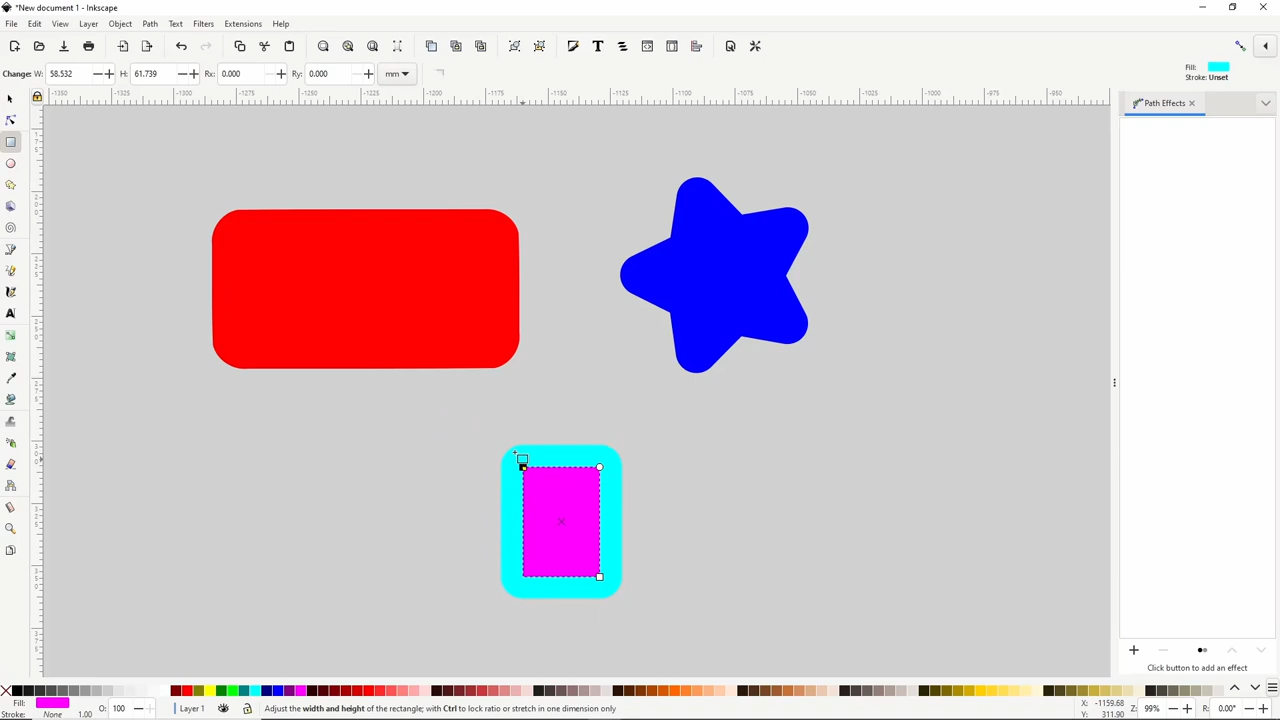 *New document 1 - Inkscape
File Edit View Layer Object Path Text Filters Extensions Help
Change: W: 58.532 H: 61.739 Rx: 0.000 Ry: 0.000 mm
Fill:
Stroke: Unset
-1350 -1325 -1300 -1275 -1250 -1225 -1200 -1175 -1150 -1125 -1100 -1075 -1050 -1025 -1000 -975 -950
Path Effects
Click button to add an effect
Fill:
Stroke: None 1.00
O: 100
Layer 1
Adjust the width and height of the rectangle; with Ctrl to lock ratio or stretch in one dimension only
X: -1159.68
Y: 311.90
Z: 99%
R: 0.00°